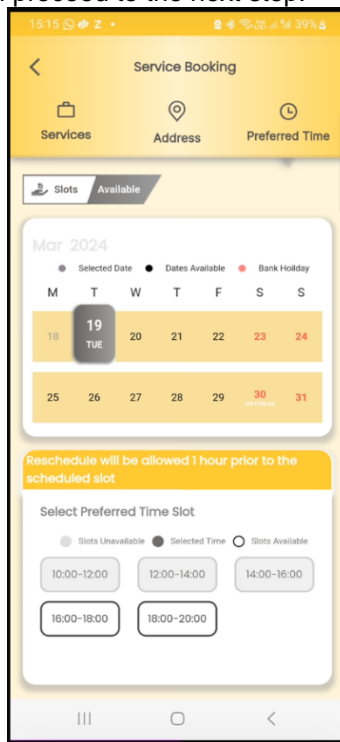 proceed to the next step.
15:15 Z 39%
Service Booking
Services Address Preferred Time
Slots Available
Mar 2024
Selected Date Dates Available Bank Holiday
M T W T F S S
18 19 20 21 22 23 24
TUE
25 26 27 28 29 30 31
Reschedule will be allowed 1 hour prior to the
scheduled slot
Select Preferred Time Slot
Slots Unavailable Selected Time Slots Available
10:00-12:00 12:00-14:00 14:00-16:00
16:00-18:00 18:00-20:00